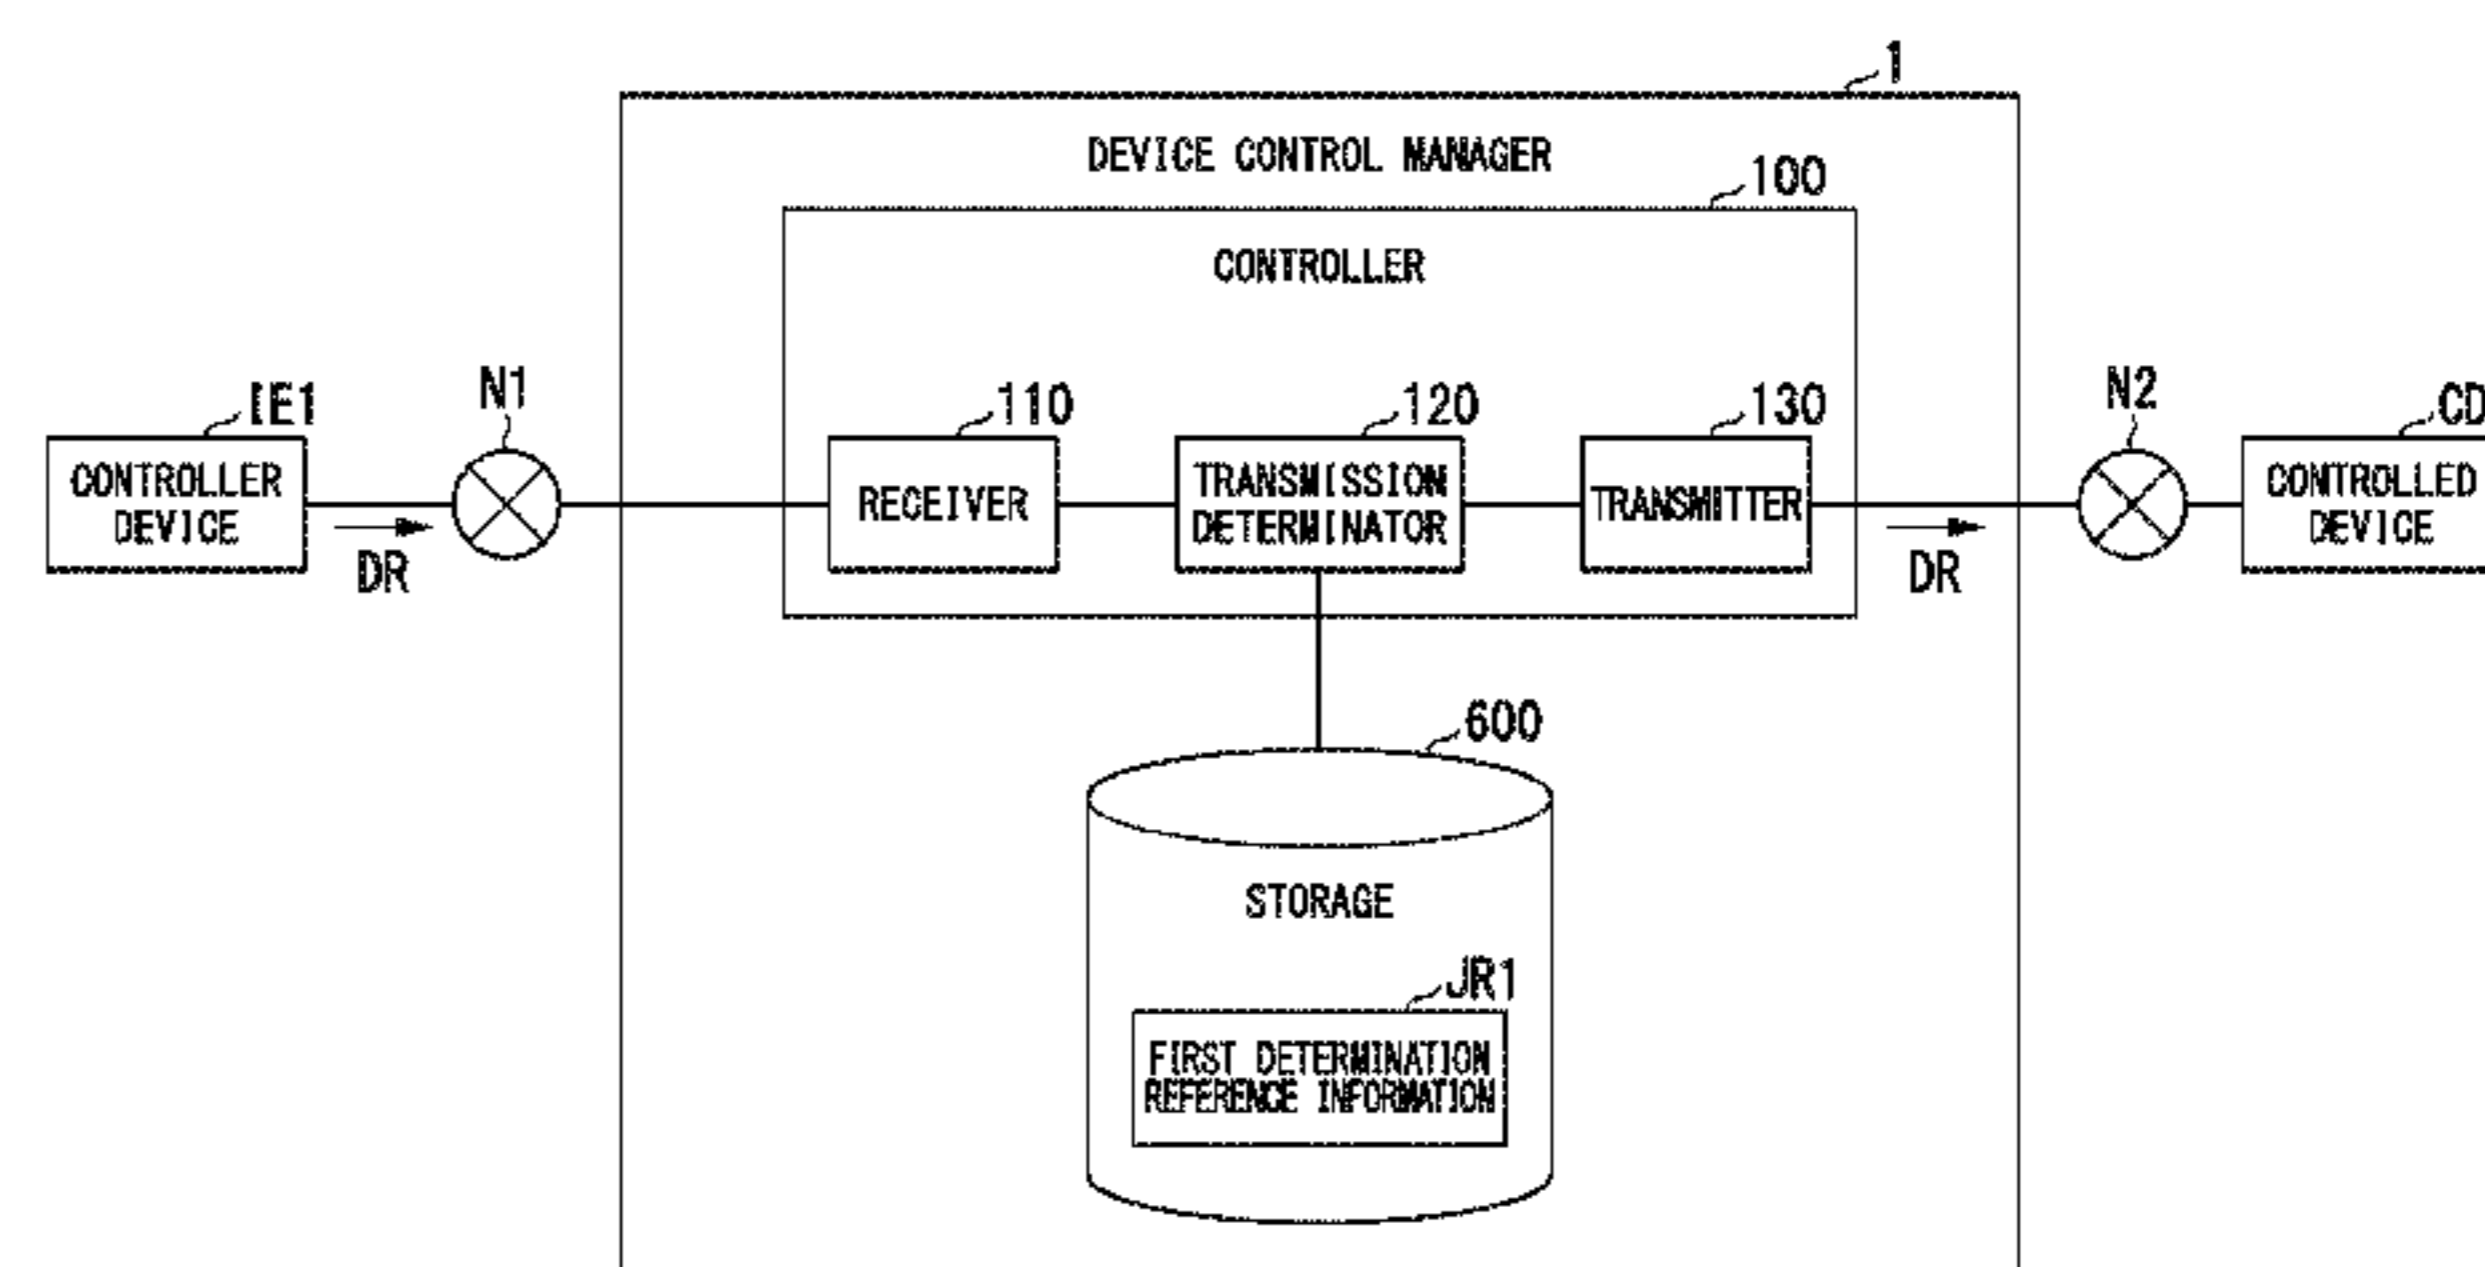 1
DEVICE CONTROL MANAGER
100
CONTROLLER
IE1
N1
110
120
130
N2
CD
CONTROLLER
DEVICE
RECEIVER
TRANSMISSION
DETERMINATOR
TRANSMITTER
CONTROLLED
DEVICE
DR
DR
600
STORAGE
JR1
FIRST DETERMINATION
REFERENCE INFORMATION